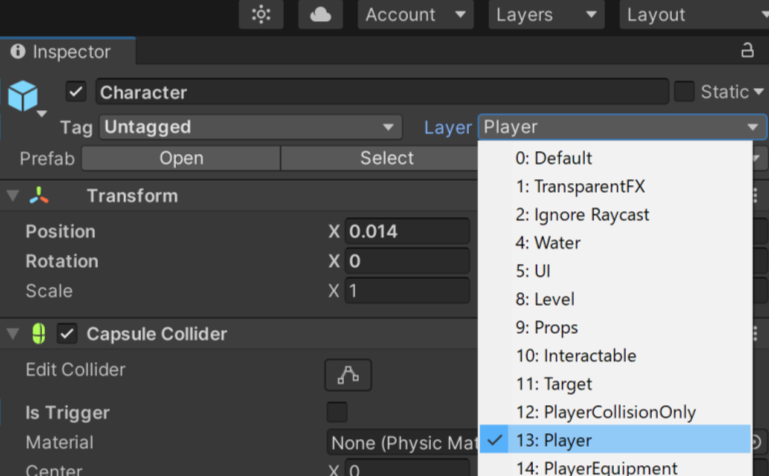 Account Layers Layout
Inspector
Character Static
Tag Untagged Layer Player
Prefab Open Select
0: Default
1: TransparentFX
2: Ignore Raycast
4: Water
5: UI
8: Level
9: Props
10: Interactable
11: Target
12: PlayerCollisionOnly
13: Player
14: PlayerEquipment
Transform
Position X 0.014
Rotation X 0
Scale X 1
Capsule Collider
Edit Collider
Is Trigger
Material None (Physic Mat
Center X 0